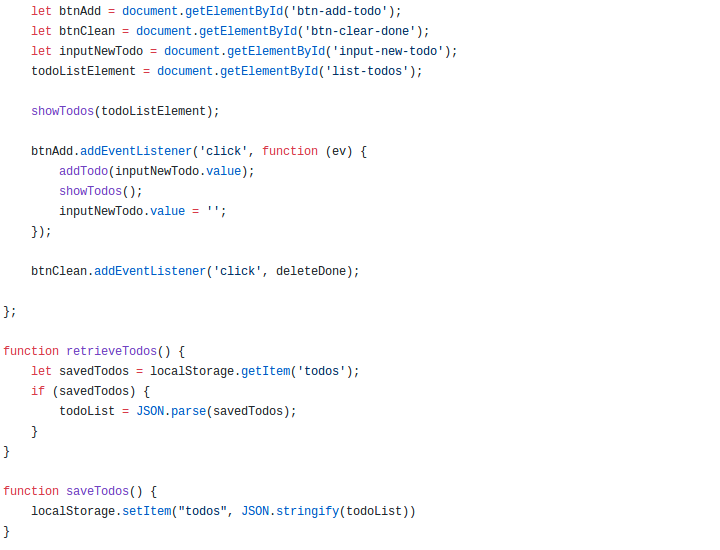 let btnAdd = document.getElementById('btn-add-todo');
let btnClean = document.getElementById('btn-clear-done');
let inputNewTodo = document.getElementById('input-new-todo');
todoListElement = document.getElementById('list-todos');
showTodos(todoListElement);
btnAdd.addEventListener('click', function (ev) {
addTodo(inputNewTodo.value);
showTodos();
inputNewTodo.value = '';
});
btnClean.addEventListener('click', deleteDone);
};
function retrieveTodos() {
let savedTodos = localStorage.getItem('todos');
if (savedTodos) {
todoList = JSON.parse(savedTodos);
}
}
function saveTodos() {
localStorage.setItem("todos", JSON.stringify(todoList))
}